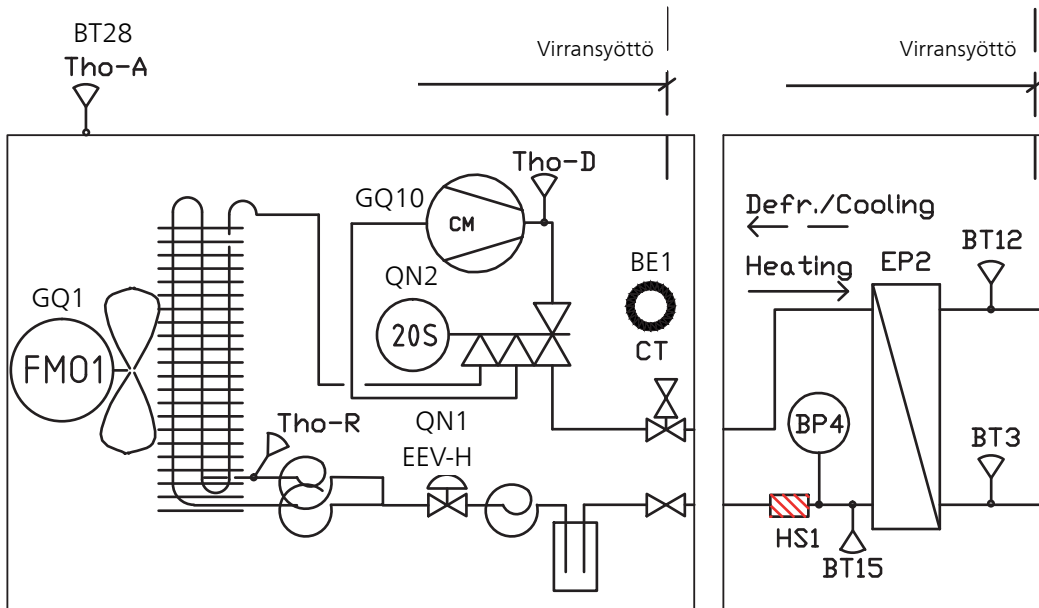 BT28
Tho-A
Virransyöttö
Virransyöttö
Tho-D
GQ10
CM
Defr./Cooling
BT12
QN2
BE1
Heating
EP2
GQ1
20S
CT
FMO1
Tho-R
QN1
BP4
BT3
EEV-H
HS1
BT15